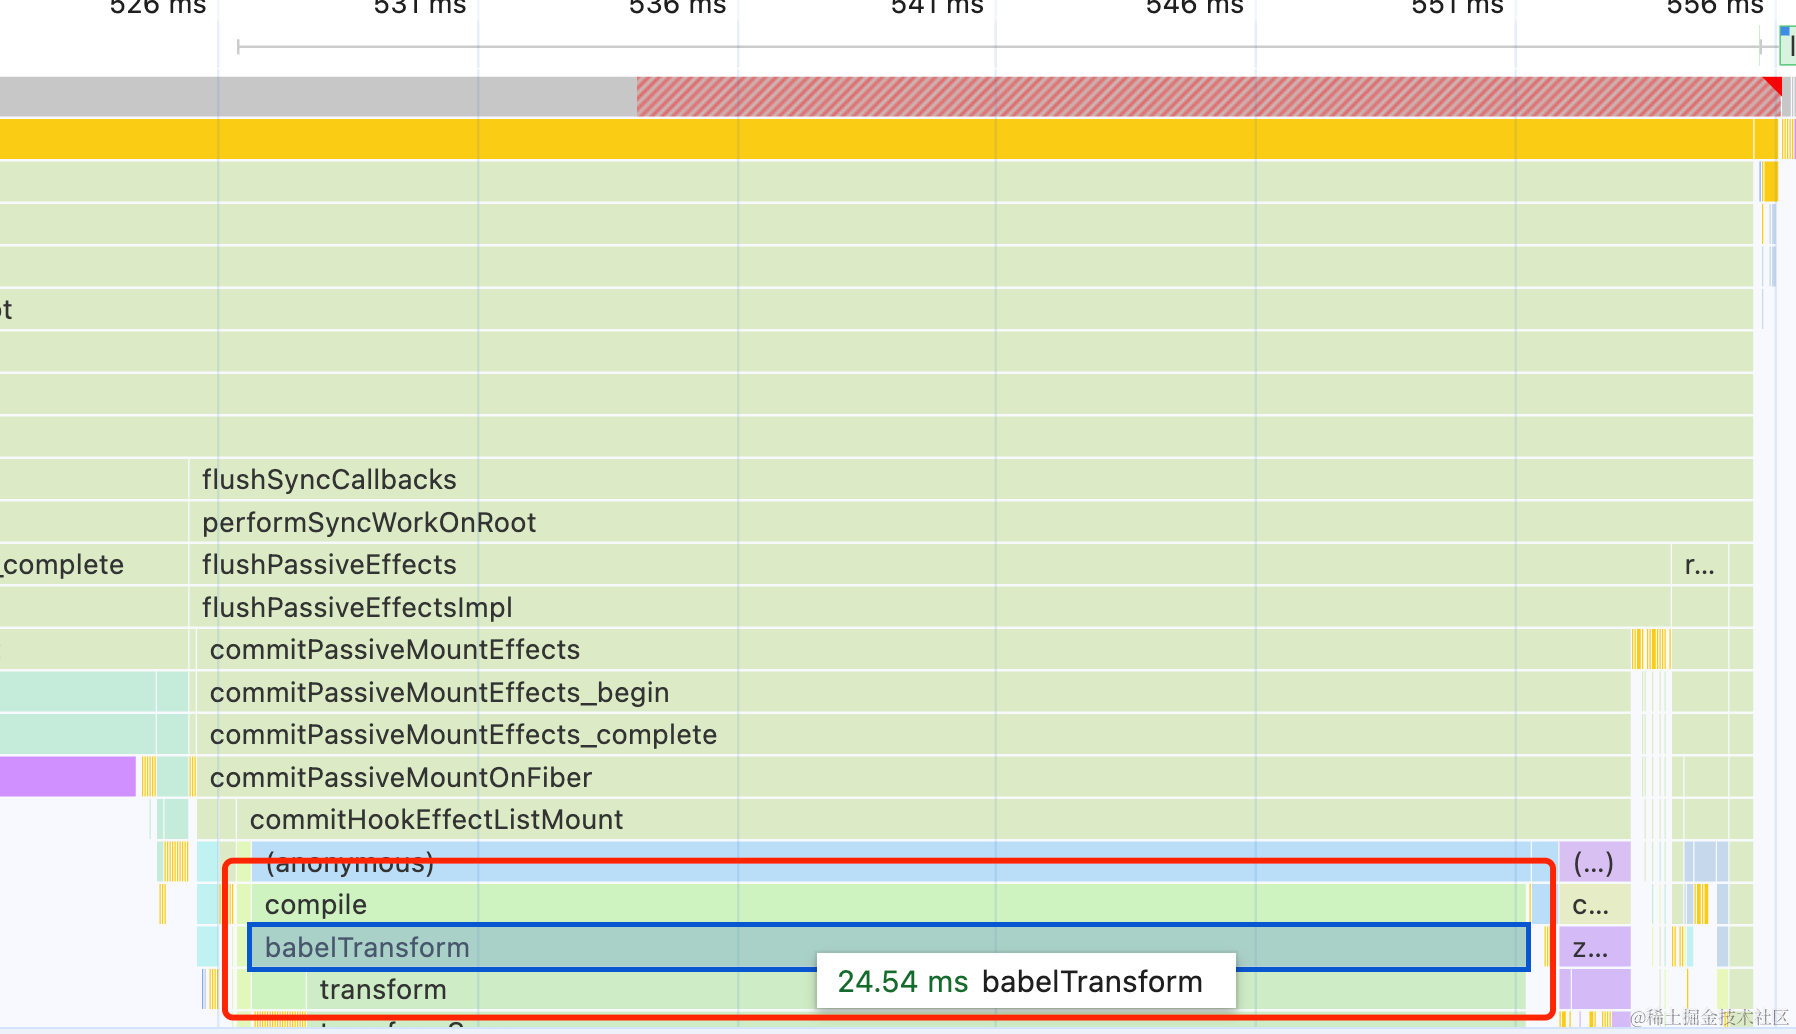 526 ms 531 ms 536 ms 541 ms 546 ms 551 ms 556 ms
flushSyncCallbacks
performSyncWorkOnRoot
_complete flushPassiveEffects r...
flushPassiveEffectsImpl
commitPassiveMountEffects
commitPassiveMountEffects_begin
commitPassiveMountEffects_complete
commitPassiveMountOnFiber
commitHookEffectListMount
(anonymous) (...)
compile c...
babelTransform z...
24.54 ms babelTransform
transform
@稀土掘金技术社区